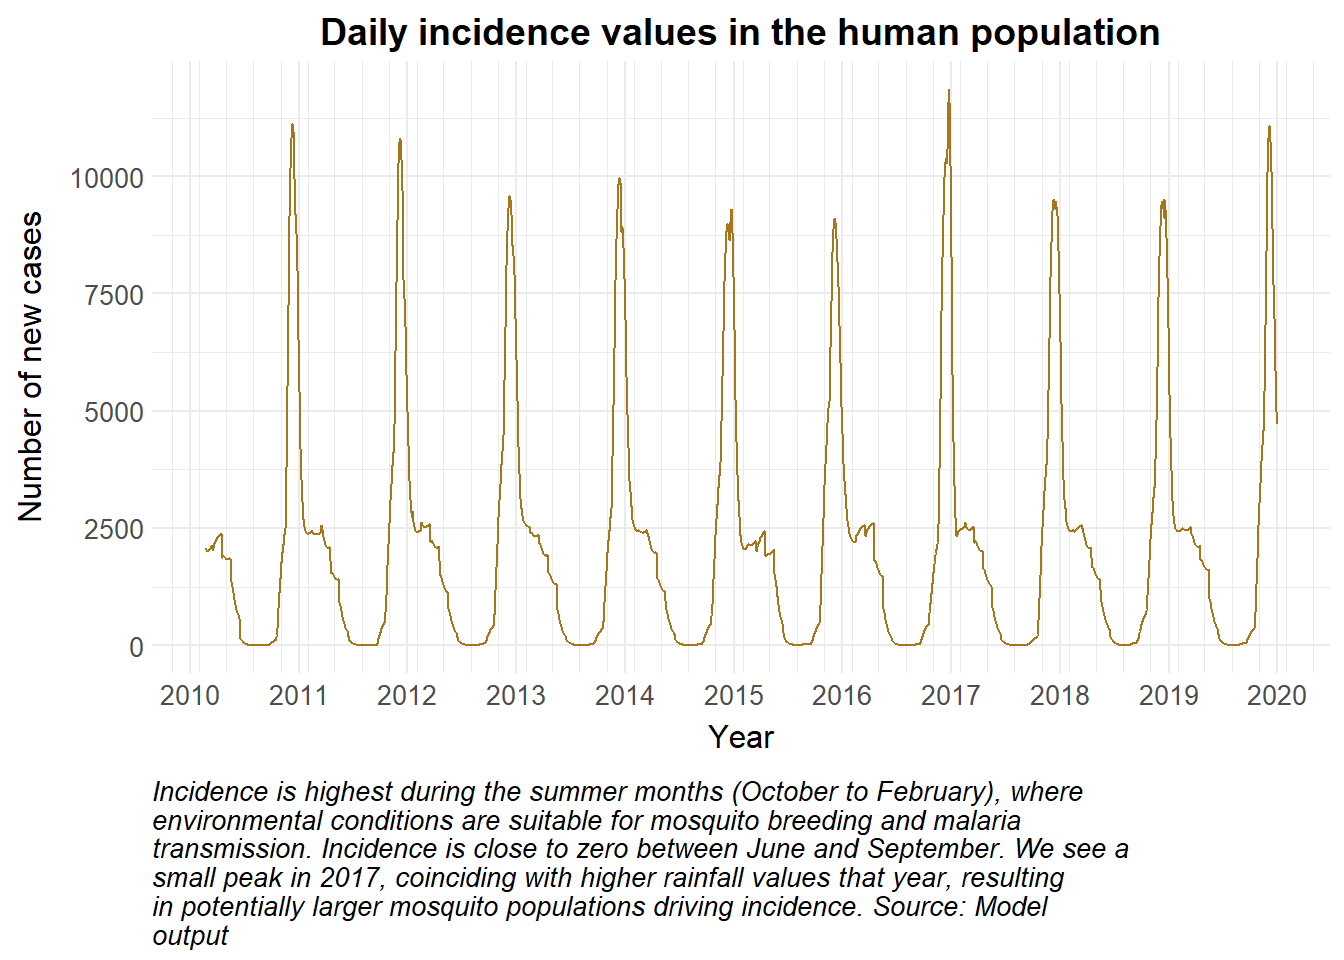 Daily incidence values in the human population
Number of new cases
10000
7500
5000
2500
0
2010 2011 2012 2013 2014 2015 2016 2017 2018 2019 2020
Year
Incidence is highest during the summer months (October to February), where
environmental conditions are suitable for mosquito breeding and malaria
transmission. Incidence is close to zero between June and September. We see a
small peak in 2017, coinciding with higher rainfall values that year, resulting
in potentially larger mosquito populations driving incidence. Source: Model
output